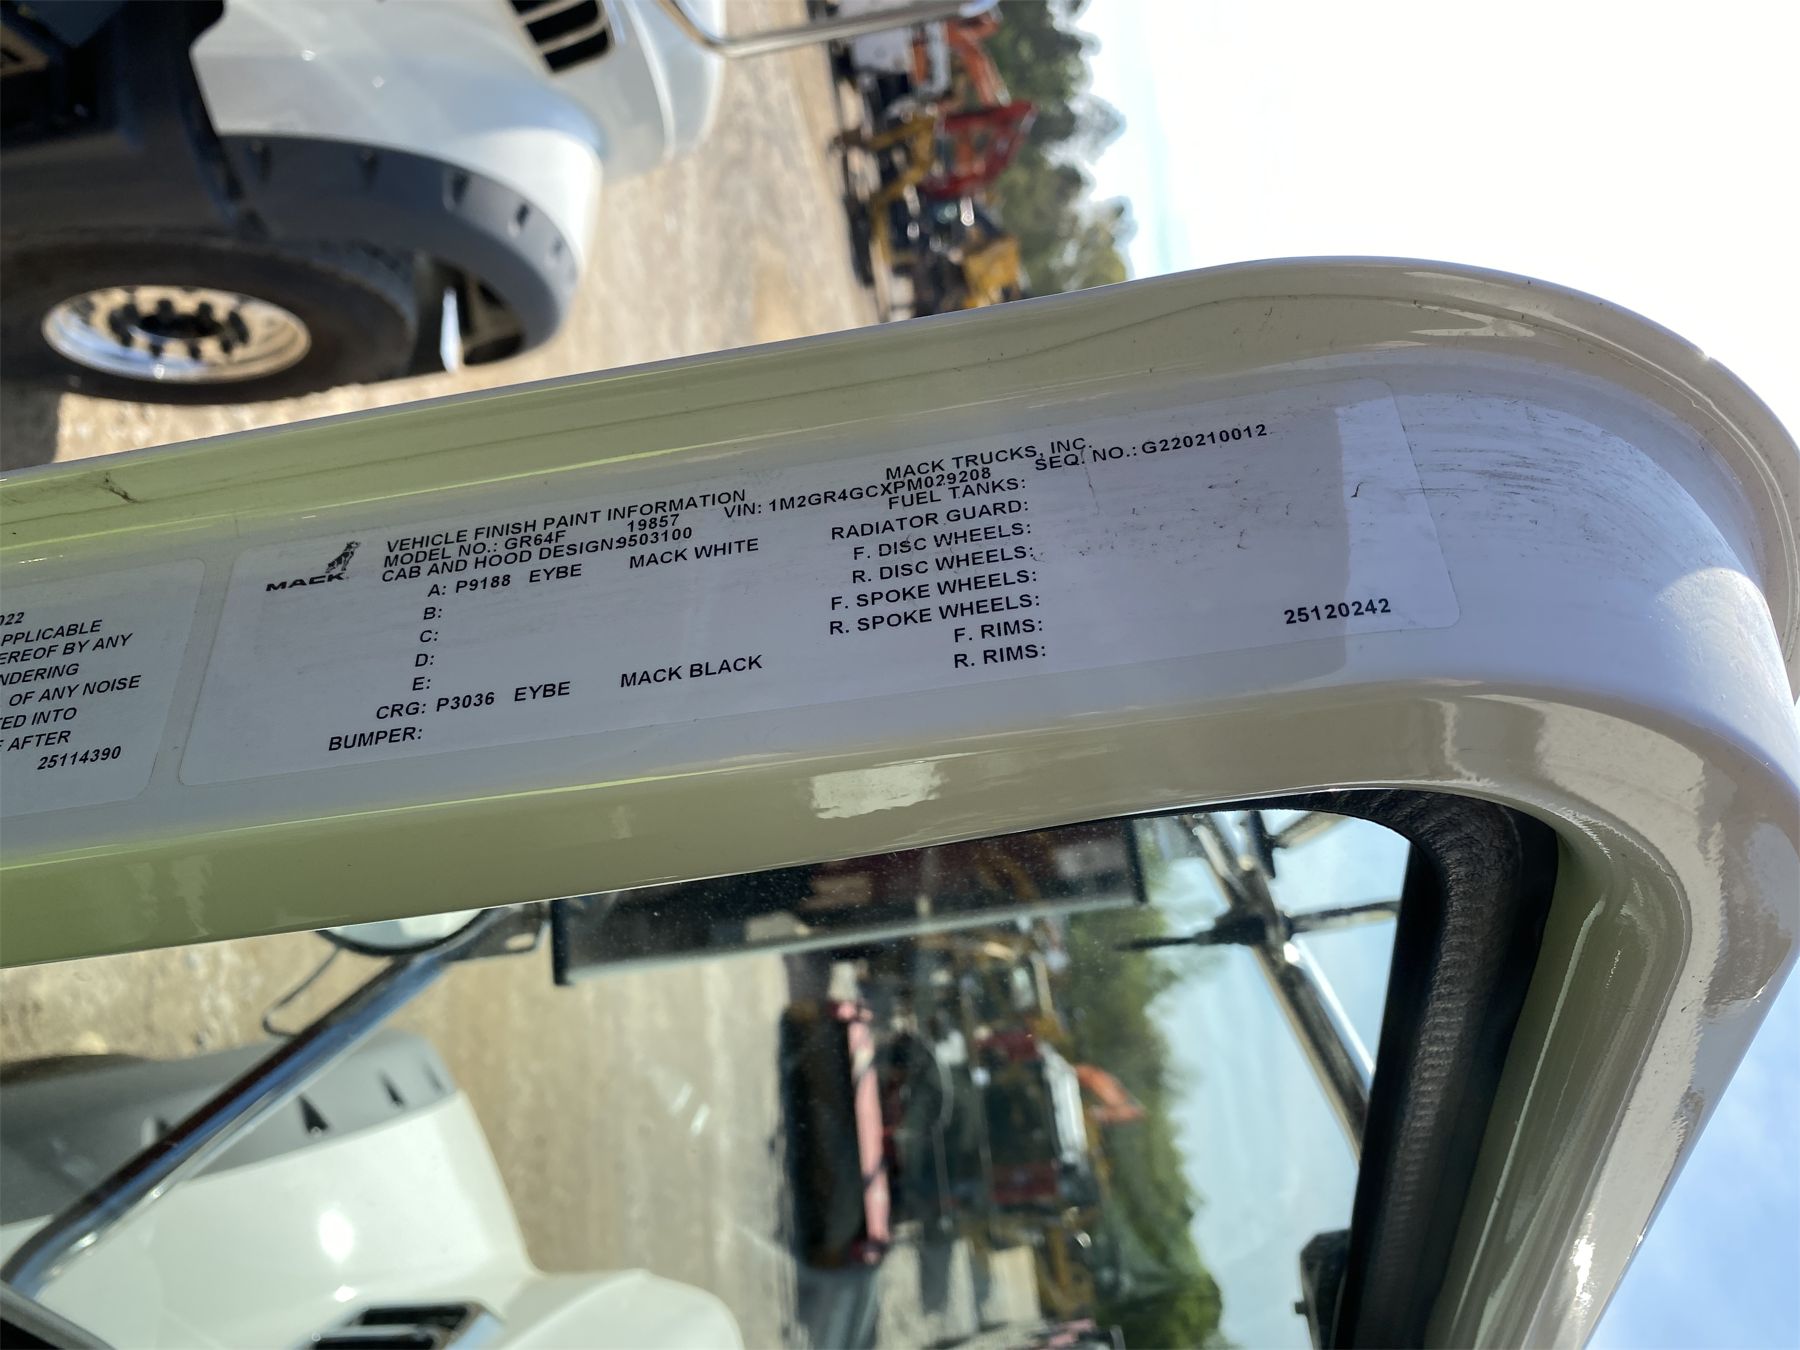 022
APPLICABLE
EREOF BY ANY
NDERING
OF ANY NOISE
TED INTO
F AFTER
25114390
MACK
VEHICLE FINISH PAINT INFORMATION MACK TRUCKS, INC.
MODEL NO.: GR64F 19857 VIN: 1M2GR4GCXPM029208 SEQ. NO.: G220210012
CAB AND HOOD DESIGN: 9503100 FUEL TANKS:
A: P9188 EYBE MACK WHITE RADIATOR GUARD:
B: F. DISC WHEELS:
C: R. DISC WHEELS:
D: F. SPOKE WHEELS:
E: R. SPOKE WHEELS:
CRG: P3036 EYBE MACK BLACK F. RIMS:
BUMPER: R. RIMS:
25120242